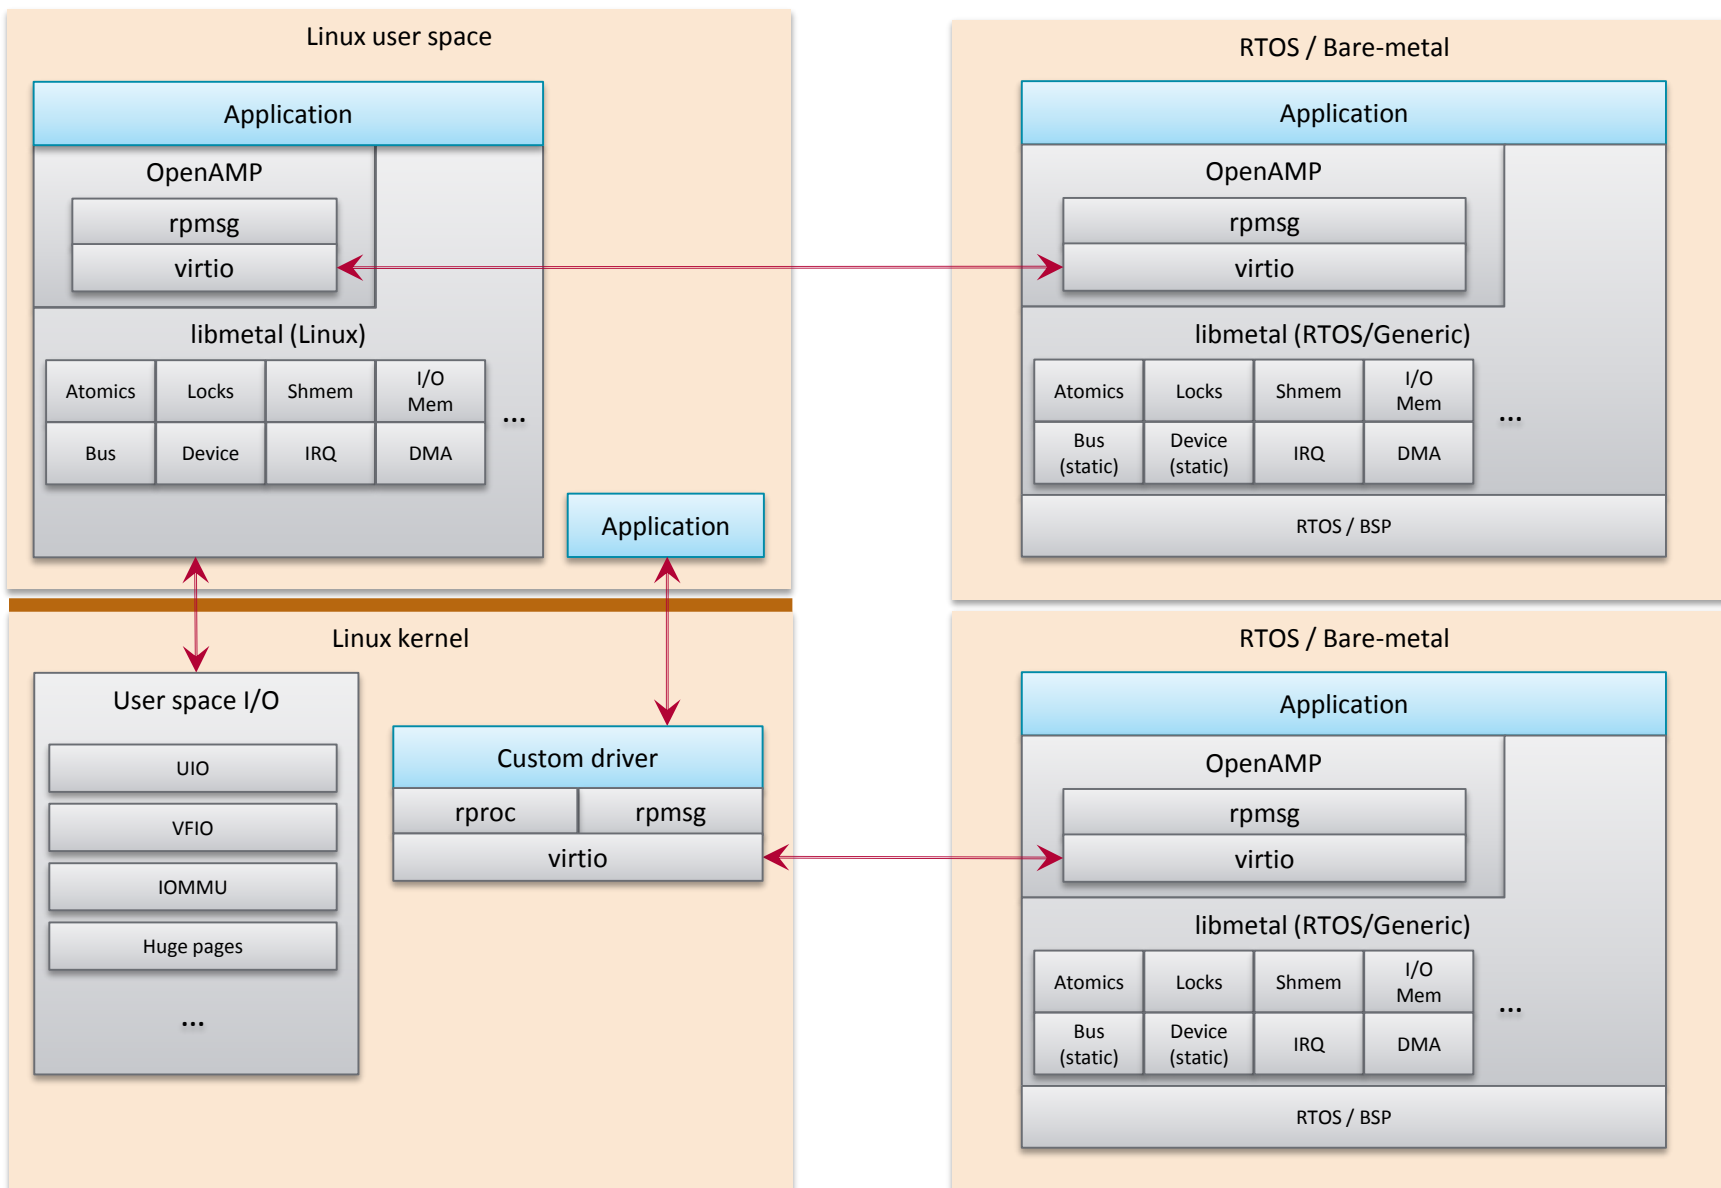 Linux user space
Application
OpenAMP
rpmsg
virtio
libmetal (Linux)
Atomics
Locks
Shmem
I/O
Mem
...
Bus
Device
IRQ
DMA
Application
RTOS / Bare-metal
Application
OpenAMP
rpmsg
virtio
libmetal (RTOS/Generic)
Atomics
Locks
Shmem
I/O
Mem
...
Bus
(static)
Device
(static)
IRQ
DMA
RTOS / BSP
Linux kernel
User space I/O
UIO
VFIO
IOMMU
Huge pages
...
Custom driver
rproc
rpmsg
virtio
RTOS / Bare-metal
Application
OpenAMP
rpmsg
virtio
libmetal (RTOS/Generic)
Atomics
Locks
Shmem
I/O
Mem
...
Bus
(static)
Device
(static)
IRQ
DMA
RTOS / BSP